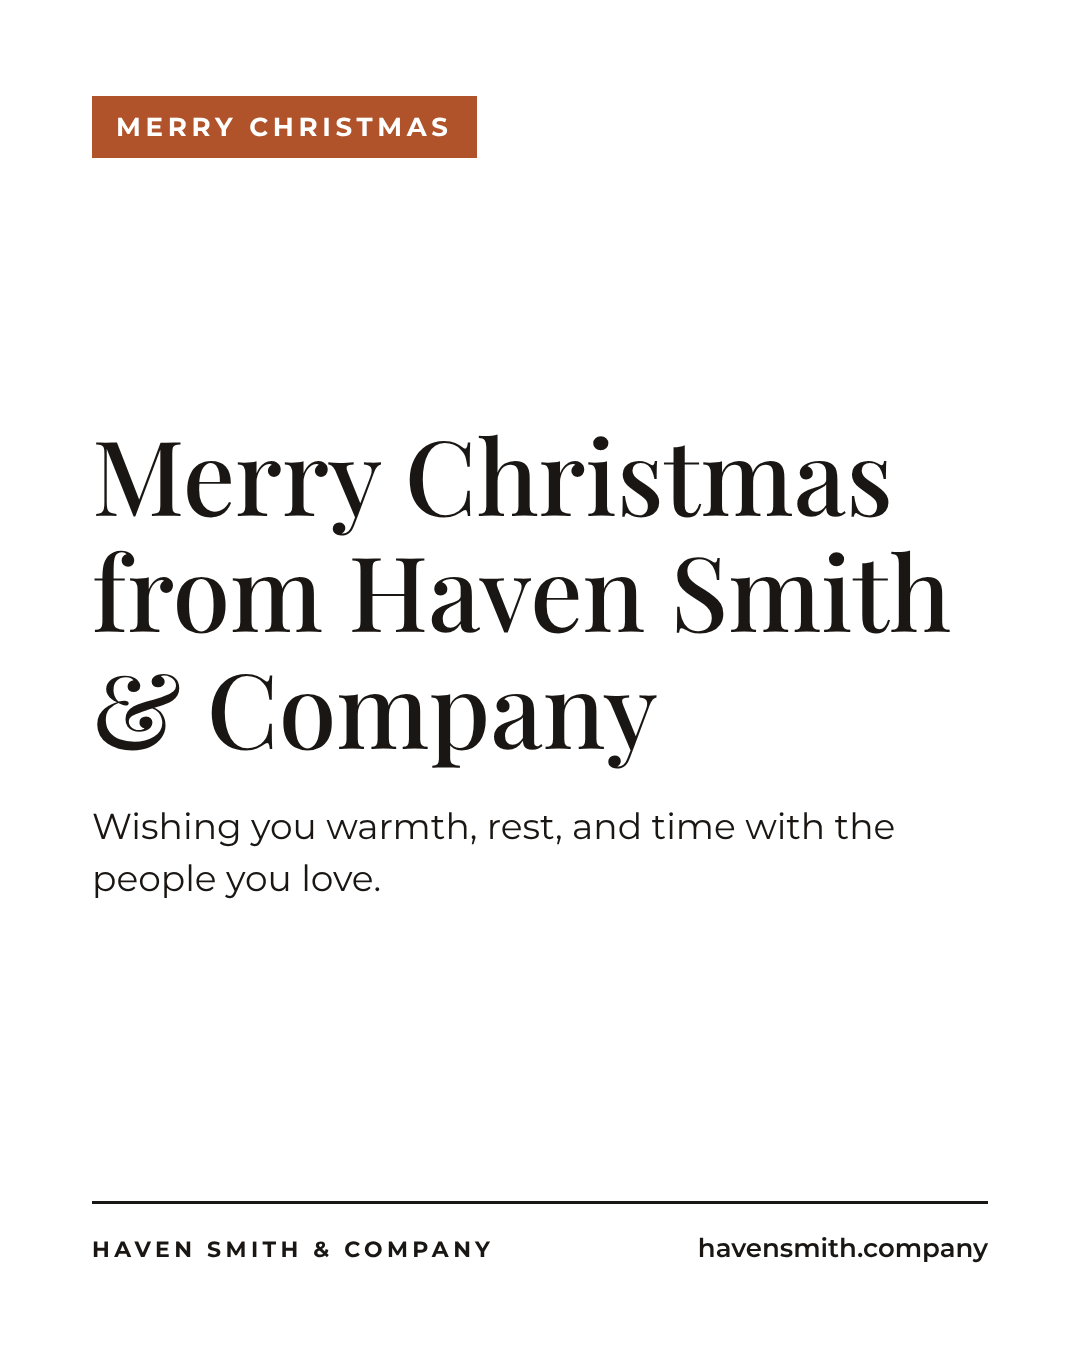 MERRY CHRISTMAS
Merry Christmas
from Haven Smith
& Company
Wishing you warmth, rest, and time with the
people you love.
HAVEN SMITH & COMPANY
havensmith.company